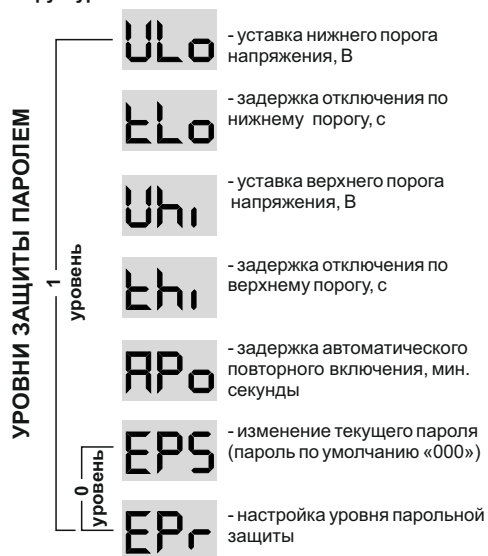 ULo
- уставка нижнего порога
напряжения, В
tLo
- задержка отключения по
нижнему порогу, с
Uhi
- уставка верхнего порога
напряжения, В
thi
- задержка отключения по
верхнему порогу, с
APo
- задержка автоматического
повторного включения, мин.
секунды
EPS
- изменение текущего пароля
(пароль по умолчанию «000»)
EPr
- настройка уровня парольной
защиты
УРОВНИ ЗАЩИТЫ ПАРОЛЕМ
1
уровень
0
уровень